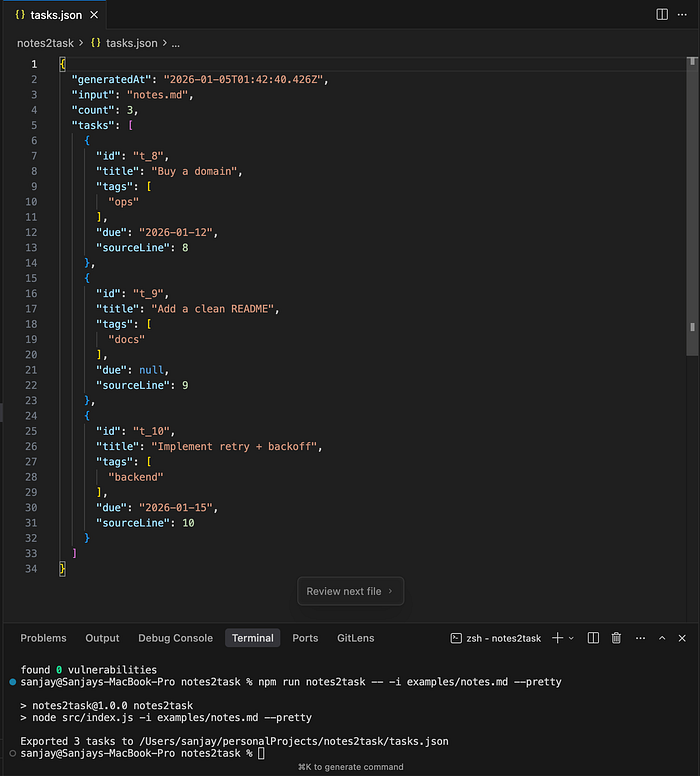 {} tasks.json ×
notes2task > {} tasks.json > ...
1 {
2 "generatedAt": "2026-01-05T01:42:40.426Z",
3 "input": "notes.md",
4 "count": 3,
5 "tasks": [
6 {
7 "id": "t_8",
8 "title": "Buy a domain",
9 "tags": [
10 "ops"
11 ],
12 "due": "2026-01-12",
13 "sourceLine": 8
14 },
15 {
16 "id": "t_9",
17 "title": "Add a clean README",
18 "tags": [
19 "docs"
20 ],
21 "due": null,
22 "sourceLine": 9
23 },
24 {
25 "id": "t_10",
26 "title": "Implement retry + backoff",
27 "tags": [
28 "backend"
29 ],
30 "due": "2026-01-15",
31 "sourceLine": 10
32 }
33 ]
34 }
Review next file >
Problems Output Debug Console Terminal Ports GitLens zsh - notes2task
found 0 vulnerabilities
sanjay@Sanjays-MacBook-Pro notes2task % npm run notes2task -- -i examples/notes.md --pretty
> notes2task@1.0.0 notes2task
> node src/index.js -i examples/notes.md --pretty
Exported 3 tasks to /Users/sanjay/personalProjects/notes2task/tasks.json
sanjay@Sanjays-MacBook-Pro notes2task %
⌘K to generate command